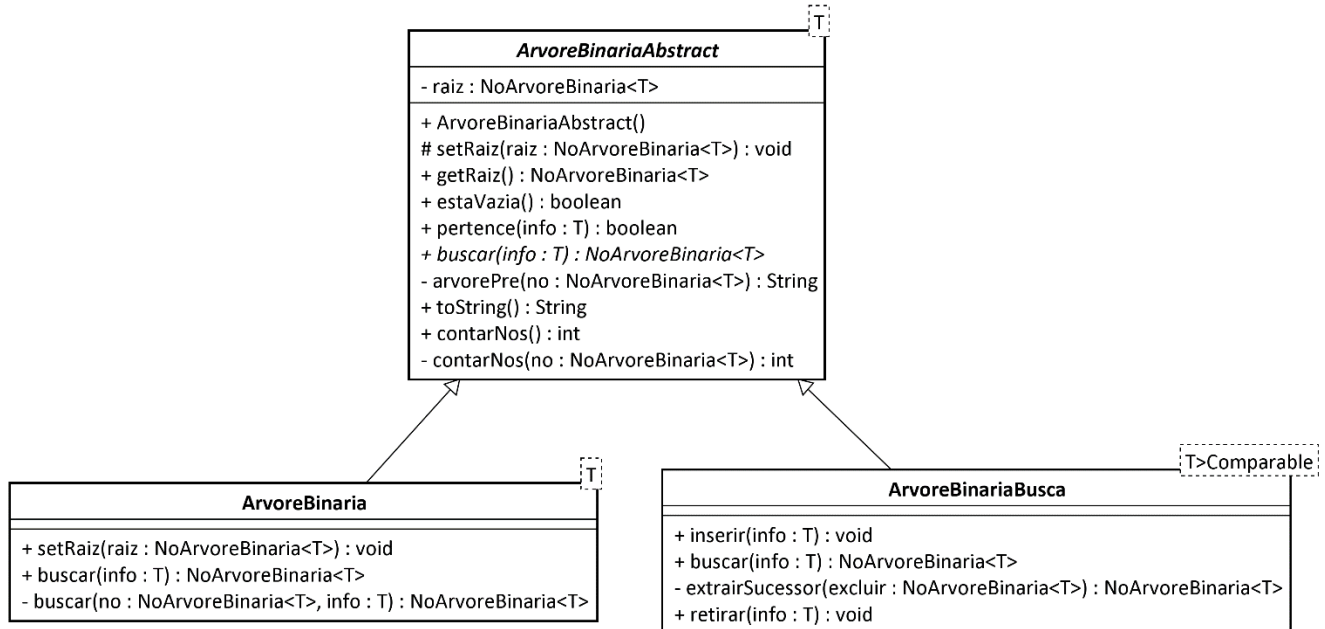 T
ArvoreBinariaAbstract
- raiz : NoArvoreBinaria<T>
+ ArvoreBinariaAbstract()
# setRaiz(raiz : NoArvoreBinaria<T>) : void
+ getRaiz() : NoArvoreBinaria<T>
+ estaVazia() : boolean
+ pertence(info : T) : boolean
+ buscar(info : T) : NoArvoreBinaria<T>
- arvorePre(no : NoArvoreBinaria<T>) : String
+ toString() : String
+ contarNos() : int
- contarNos(no : NoArvoreBinaria<T>) : int
T
ArvoreBinaria
+ setRaiz(raiz : NoArvoreBinaria<T>) : void
+ buscar(info : T) : NoArvoreBinaria<T>
- buscar(no : NoArvoreBinaria<T>, info : T) : NoArvoreBinaria<T>
T>Comparable
ArvoreBinariaBusca
+ inserir(info : T) : void
+ buscar(info : T) : NoArvoreBinaria<T>
- extrairSucessor(excluir : NoArvoreBinaria<T>) : NoArvoreBinaria<T>
+ retirar(info : T) : void